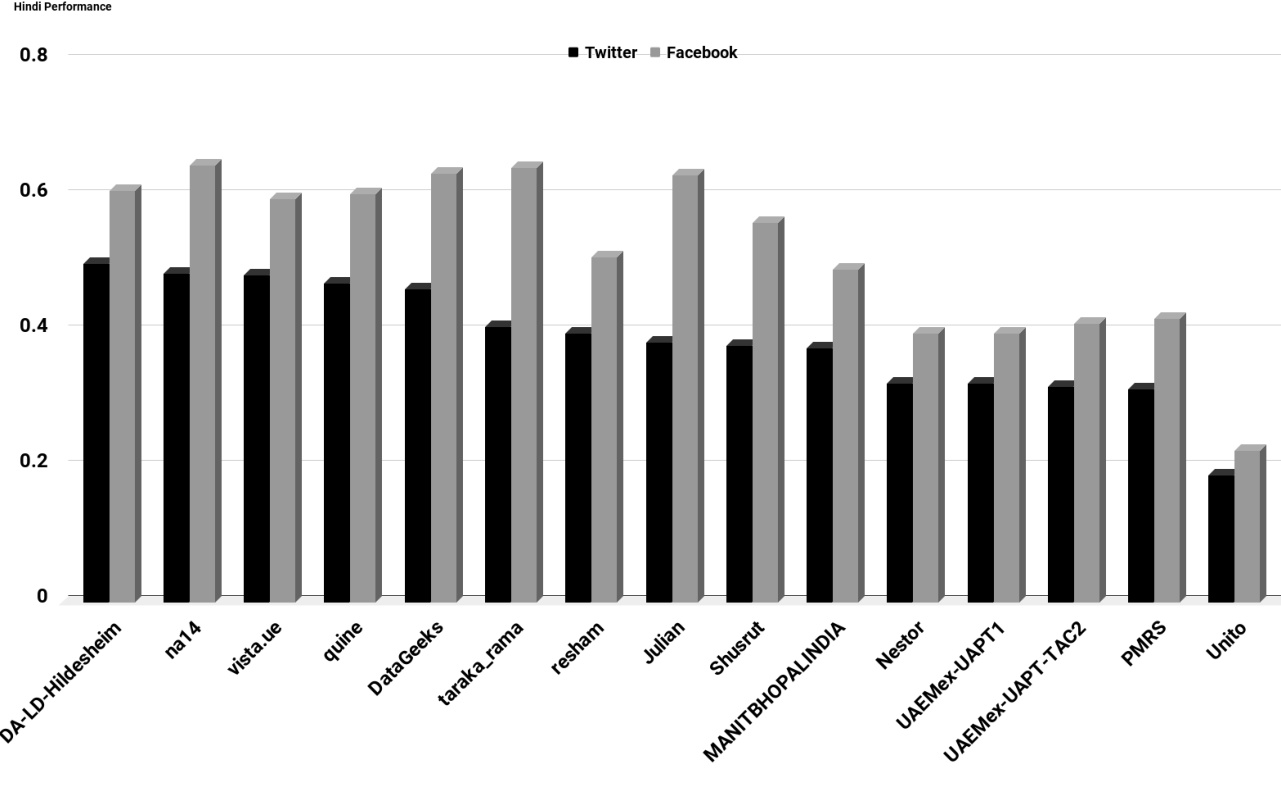 Hindi Performance
Twitter Facebook
0.8
0.6
0.4
0.2
0
DA-LD-Hildesheim
na14
vista.ue
quine
DataGeeks
taraka_rama
resham
Julian
Shusrut
MANITBHOPALINDIA
Nestor
UAEMex-UAPT1
UAEMex-UAPT-TAC2
PMRS
Unito